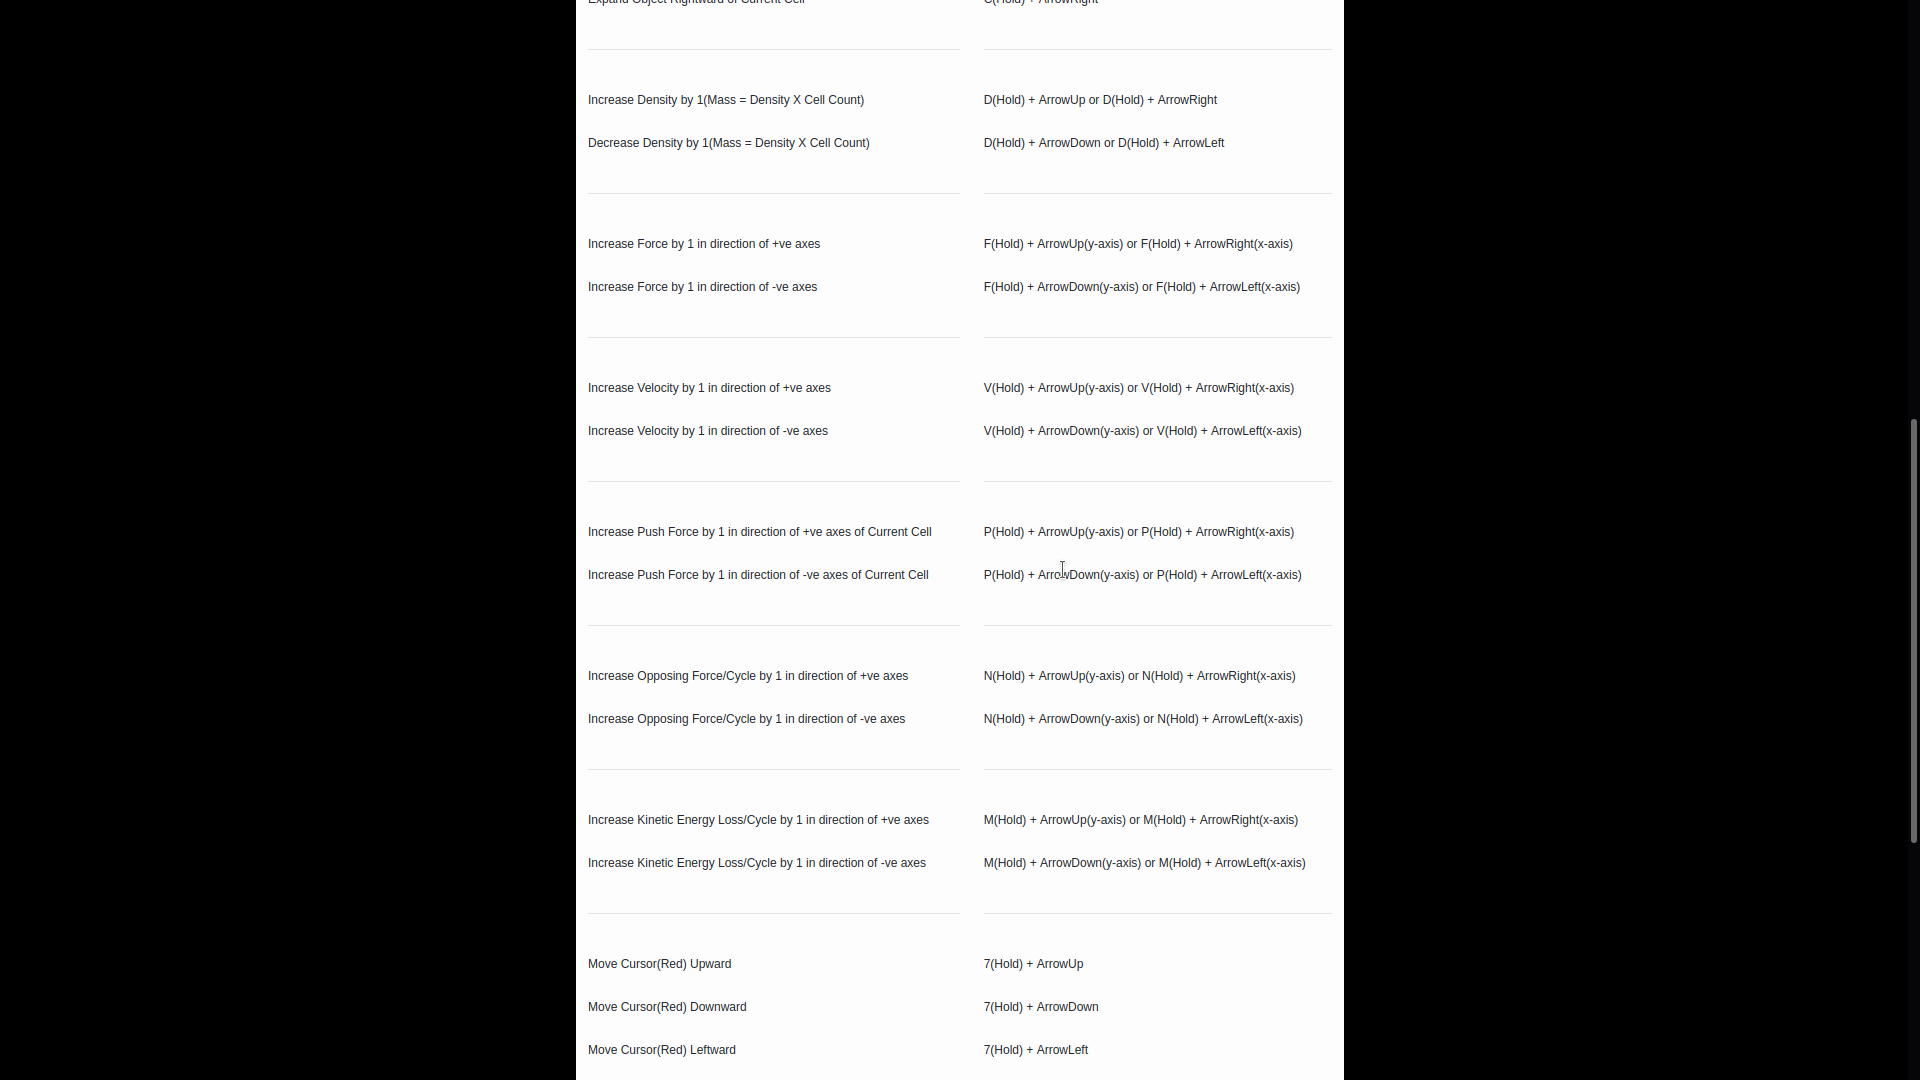 Expand Object Rightward of Current Cell C(Hold) + ArrowRight
Increase Density by 1(Mass = Density X Cell Count) D(Hold) + ArrowUp or D(Hold) + ArrowRight
Decrease Density by 1(Mass = Density X Cell Count) D(Hold) + ArrowDown or D(Hold) + ArrowLeft
Increase Force by 1 in direction of +ve axes F(Hold) + ArrowUp(y-axis) or F(Hold) + ArrowRight(x-axis)
Increase Force by 1 in direction of -ve axes F(Hold) + ArrowDown(y-axis) or F(Hold) + ArrowLeft(x-axis)
Increase Velocity by 1 in direction of +ve axes V(Hold) + ArrowUp(y-axis) or V(Hold) + ArrowRight(x-axis)
Increase Velocity by 1 in direction of -ve axes V(Hold) + ArrowDown(y-axis) or V(Hold) + ArrowLeft(x-axis)
Increase Push Force by 1 in direction of +ve axes of Current Cell P(Hold) + ArrowUp(y-axis) or P(Hold) + ArrowRight(x-axis)
Increase Push Force by 1 in direction of -ve axes of Current Cell P(Hold) + ArrowDown(y-axis) or P(Hold) + ArrowLeft(x-axis)
Increase Opposing Force/Cycle by 1 in direction of +ve axes N(Hold) + ArrowUp(y-axis) or N(Hold) + ArrowRight(x-axis)
Increase Opposing Force/Cycle by 1 in direction of -ve axes N(Hold) + ArrowDown(y-axis) or N(Hold) + ArrowLeft(x-axis)
Increase Kinetic Energy Loss/Cycle by 1 in direction of +ve axes M(Hold) + ArrowUp(y-axis) or M(Hold) + ArrowRight(x-axis)
Increase Kinetic Energy Loss/Cycle by 1 in direction of -ve axes M(Hold) + ArrowDown(y-axis) or M(Hold) + ArrowLeft(x-axis)
Move Cursor(Red) Upward 7(Hold) + ArrowUp
Move Cursor(Red) Downward 7(Hold) + ArrowDown
Move Cursor(Red) Leftward 7(Hold) + ArrowLeft